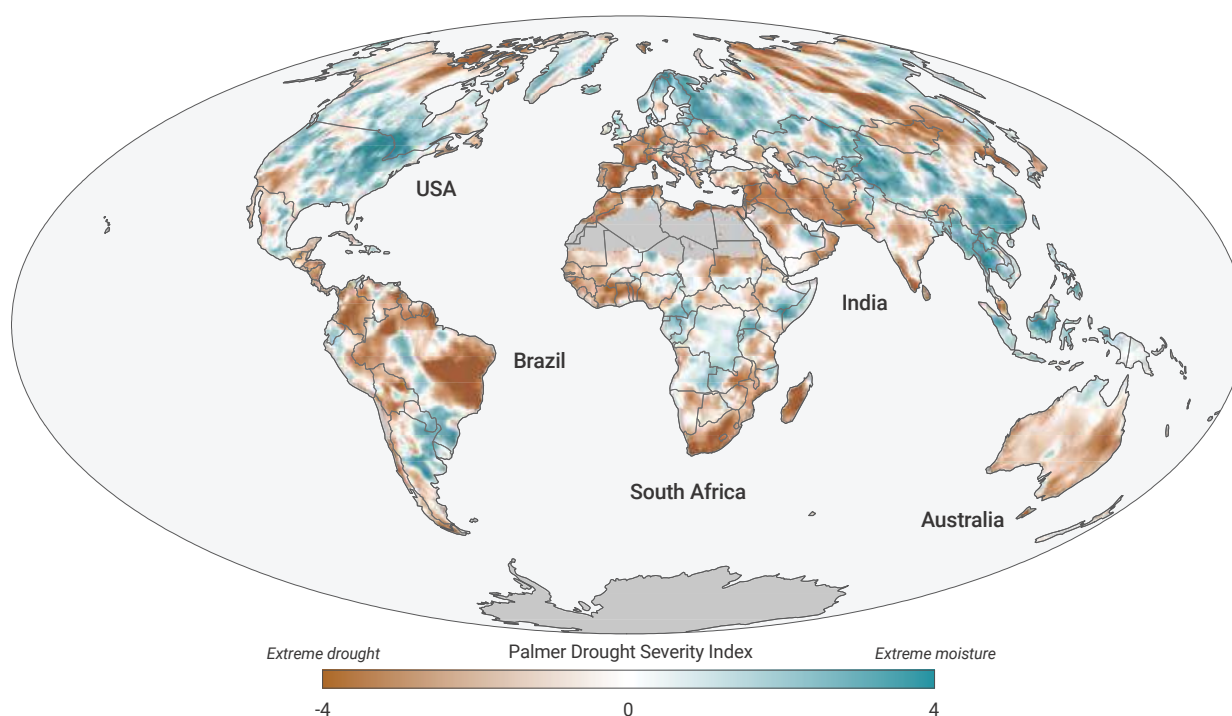 USA
India
Brazil
South Africa
Australia
Extreme drought Palmer Drought Severity Index Extreme moisture
-4 0 4